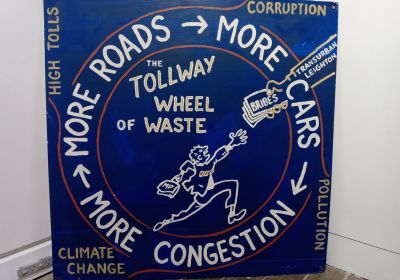 CORRUPTION
HIGH TOLLS
MORE ROADS → MORE CARS → MORE CONGESTION →
THE
TOLLWAY
WHEEL
OF WASTE
BRIBES
TRANSURBAN
LEIGHTON
MP
POLLUTION
CLIMATE
CHANGE